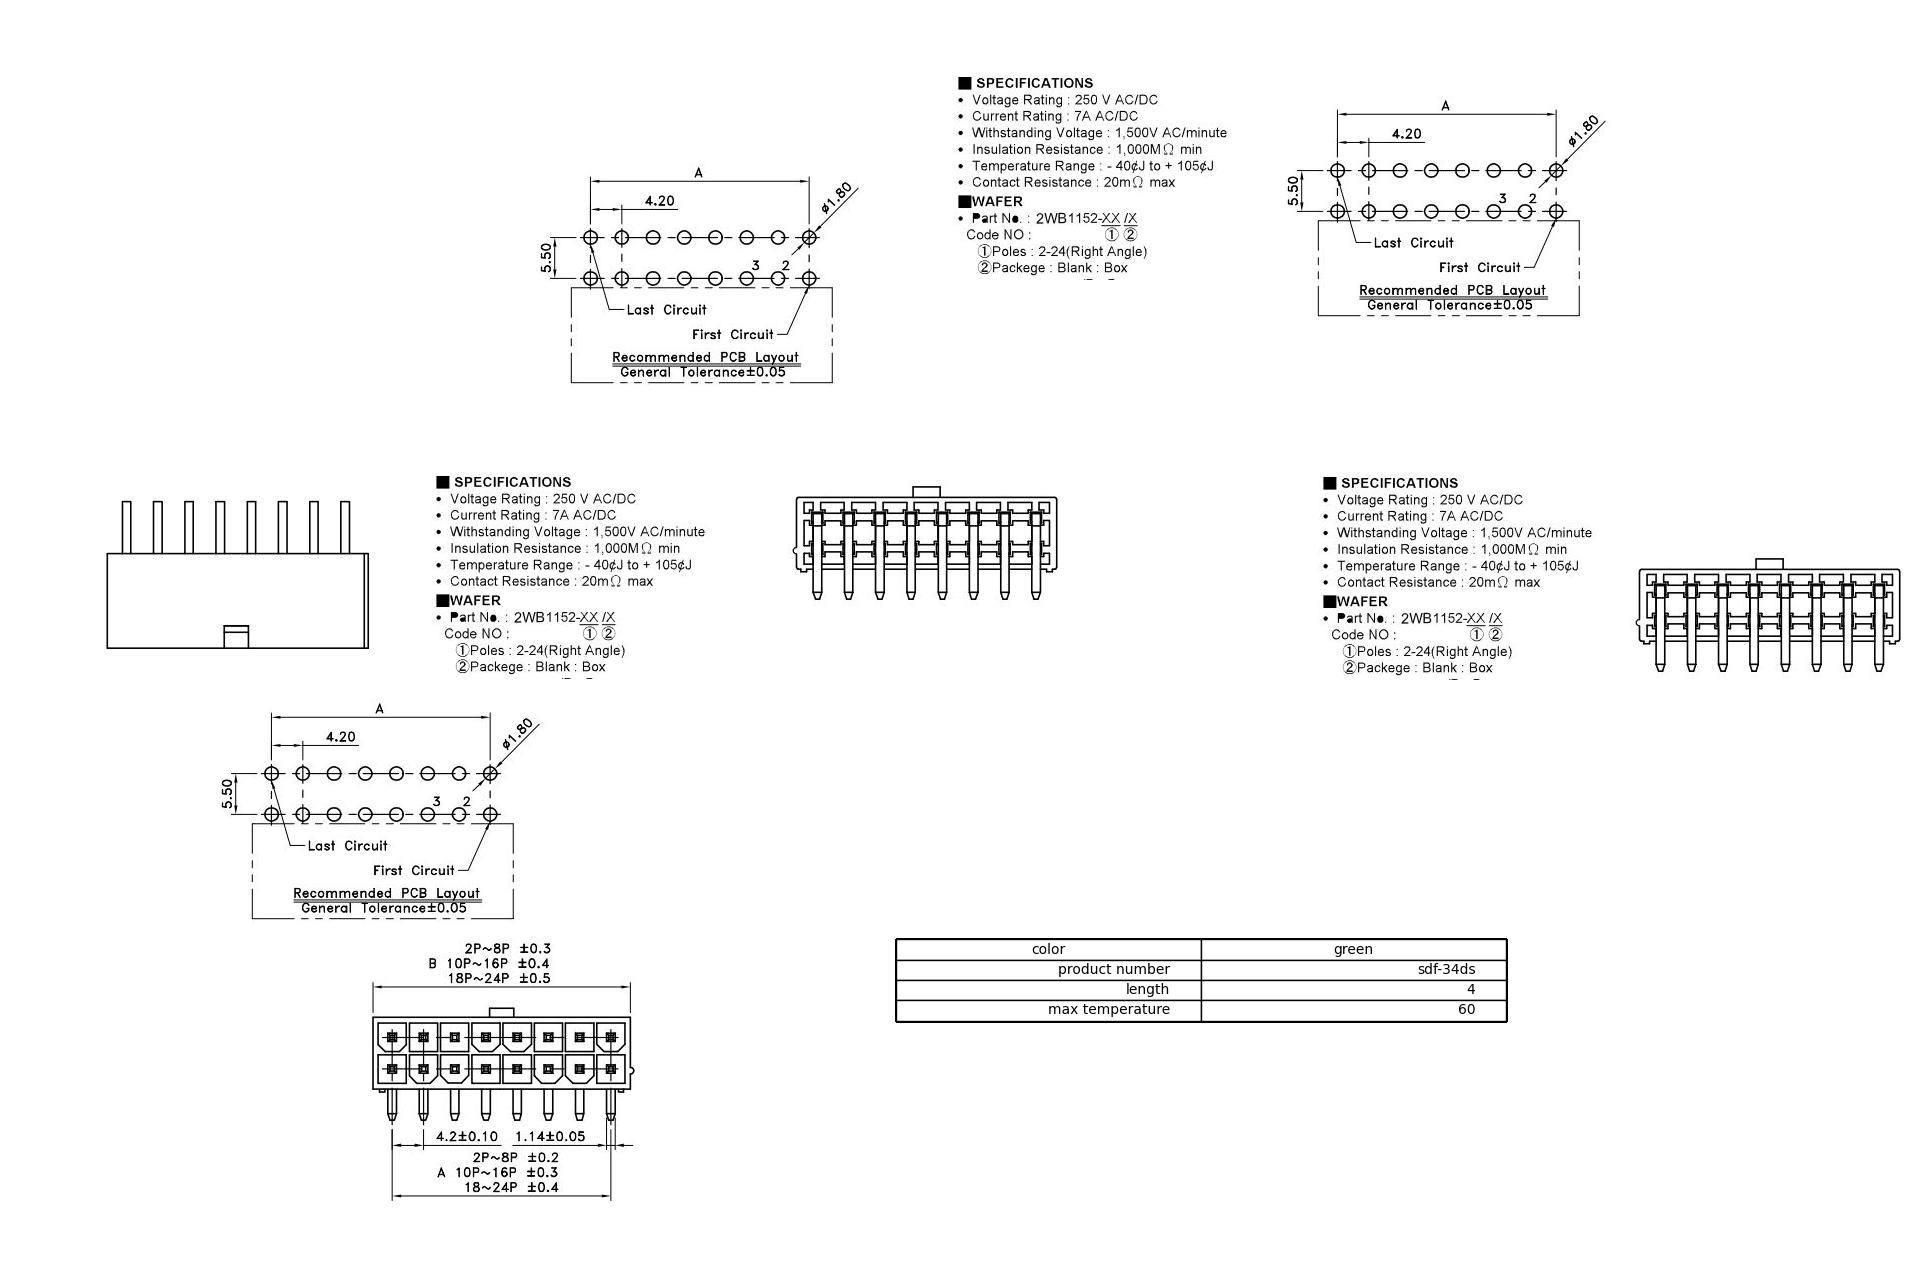 ■ SPECIFICATIONS
• Voltage Rating : 250 V AC/DC
• Current Rating : 7A AC/DC
• Withstanding Voltage : 1,500V AC/minute
• Insulation Resistance : 1,000MΩ min
• Temperature Range : - 40¢J to + 105¢J
• Contact Resistance : 20mΩ max
■WAFER
• Part No. : 2WB1152-XX /X
Code NO : ① ②
①Poles : 2-24(Right Angle)
②Packege : Blank : Box
A
4.20
ø1.80
5.50
3 2
Last Circuit
First Circuit
Recommended PCB Layout
General Tolerance±0.05
A
4.20
ø1.80
5.50
3 2
Last Circuit
First Circuit
Recommended PCB Layout
General Tolerance±0.05
■ SPECIFICATIONS
• Voltage Rating : 250 V AC/DC
• Current Rating : 7A AC/DC
• Withstanding Voltage : 1,500V AC/minute
• Insulation Resistance : 1,000MΩ min
• Temperature Range : - 40¢J to + 105¢J
• Contact Resistance : 20mΩ max
■WAFER
• Part No. : 2WB1152-XX /X
Code NO : ① ②
①Poles : 2-24(Right Angle)
②Packege : Blank : Box
■ SPECIFICATIONS
• Voltage Rating : 250 V AC/DC
• Current Rating : 7A AC/DC
• Withstanding Voltage : 1,500V AC/minute
• Insulation Resistance : 1,000MΩ min
• Temperature Range : - 40¢J to + 105¢J
• Contact Resistance : 20mΩ max
■WAFER
• Part No. : 2WB1152-XX /X
Code NO : ① ②
①Poles : 2-24(Right Angle)
②Packege : Blank : Box
A
4.20
ø1.80
5.50
3 2
Last Circuit
First Circuit
Recommended PCB Layout
General Tolerance±0.05
2P~8P ±0.3
B 10P~16P ±0.4
18P~24P ±0.5
4.2±0.10 1.14±0.05
2P~8P ±0.2
A 10P~16P ±0.3
18~24P ±0.4
color green
product number sdf-34ds
length 4
max temperature 60